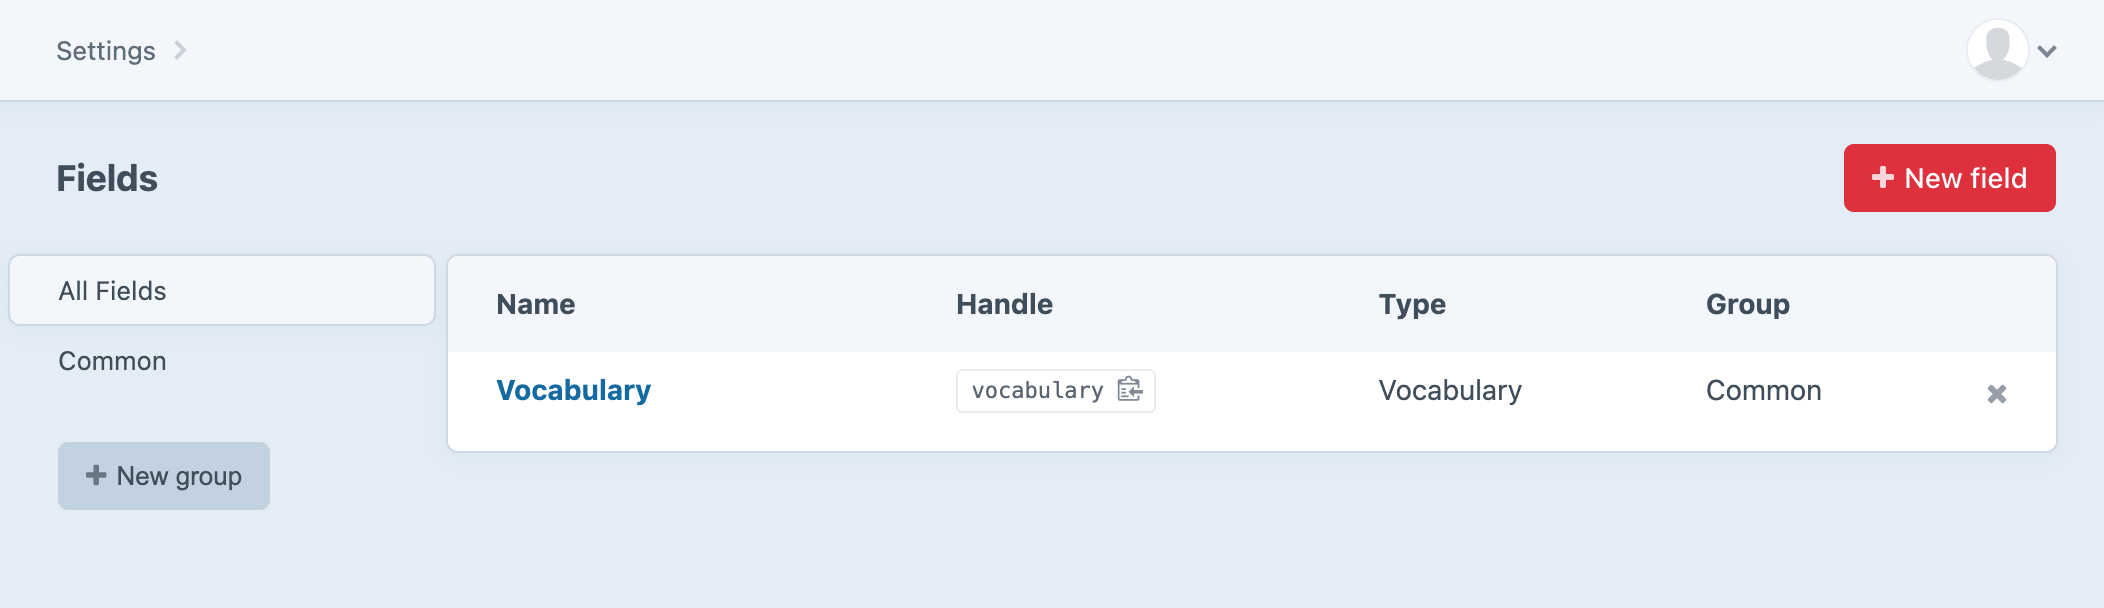 Settings
Fields
New field
All Fields
Common
New group
Name Handle Type Group
Vocabulary vocabulary Vocabulary Common